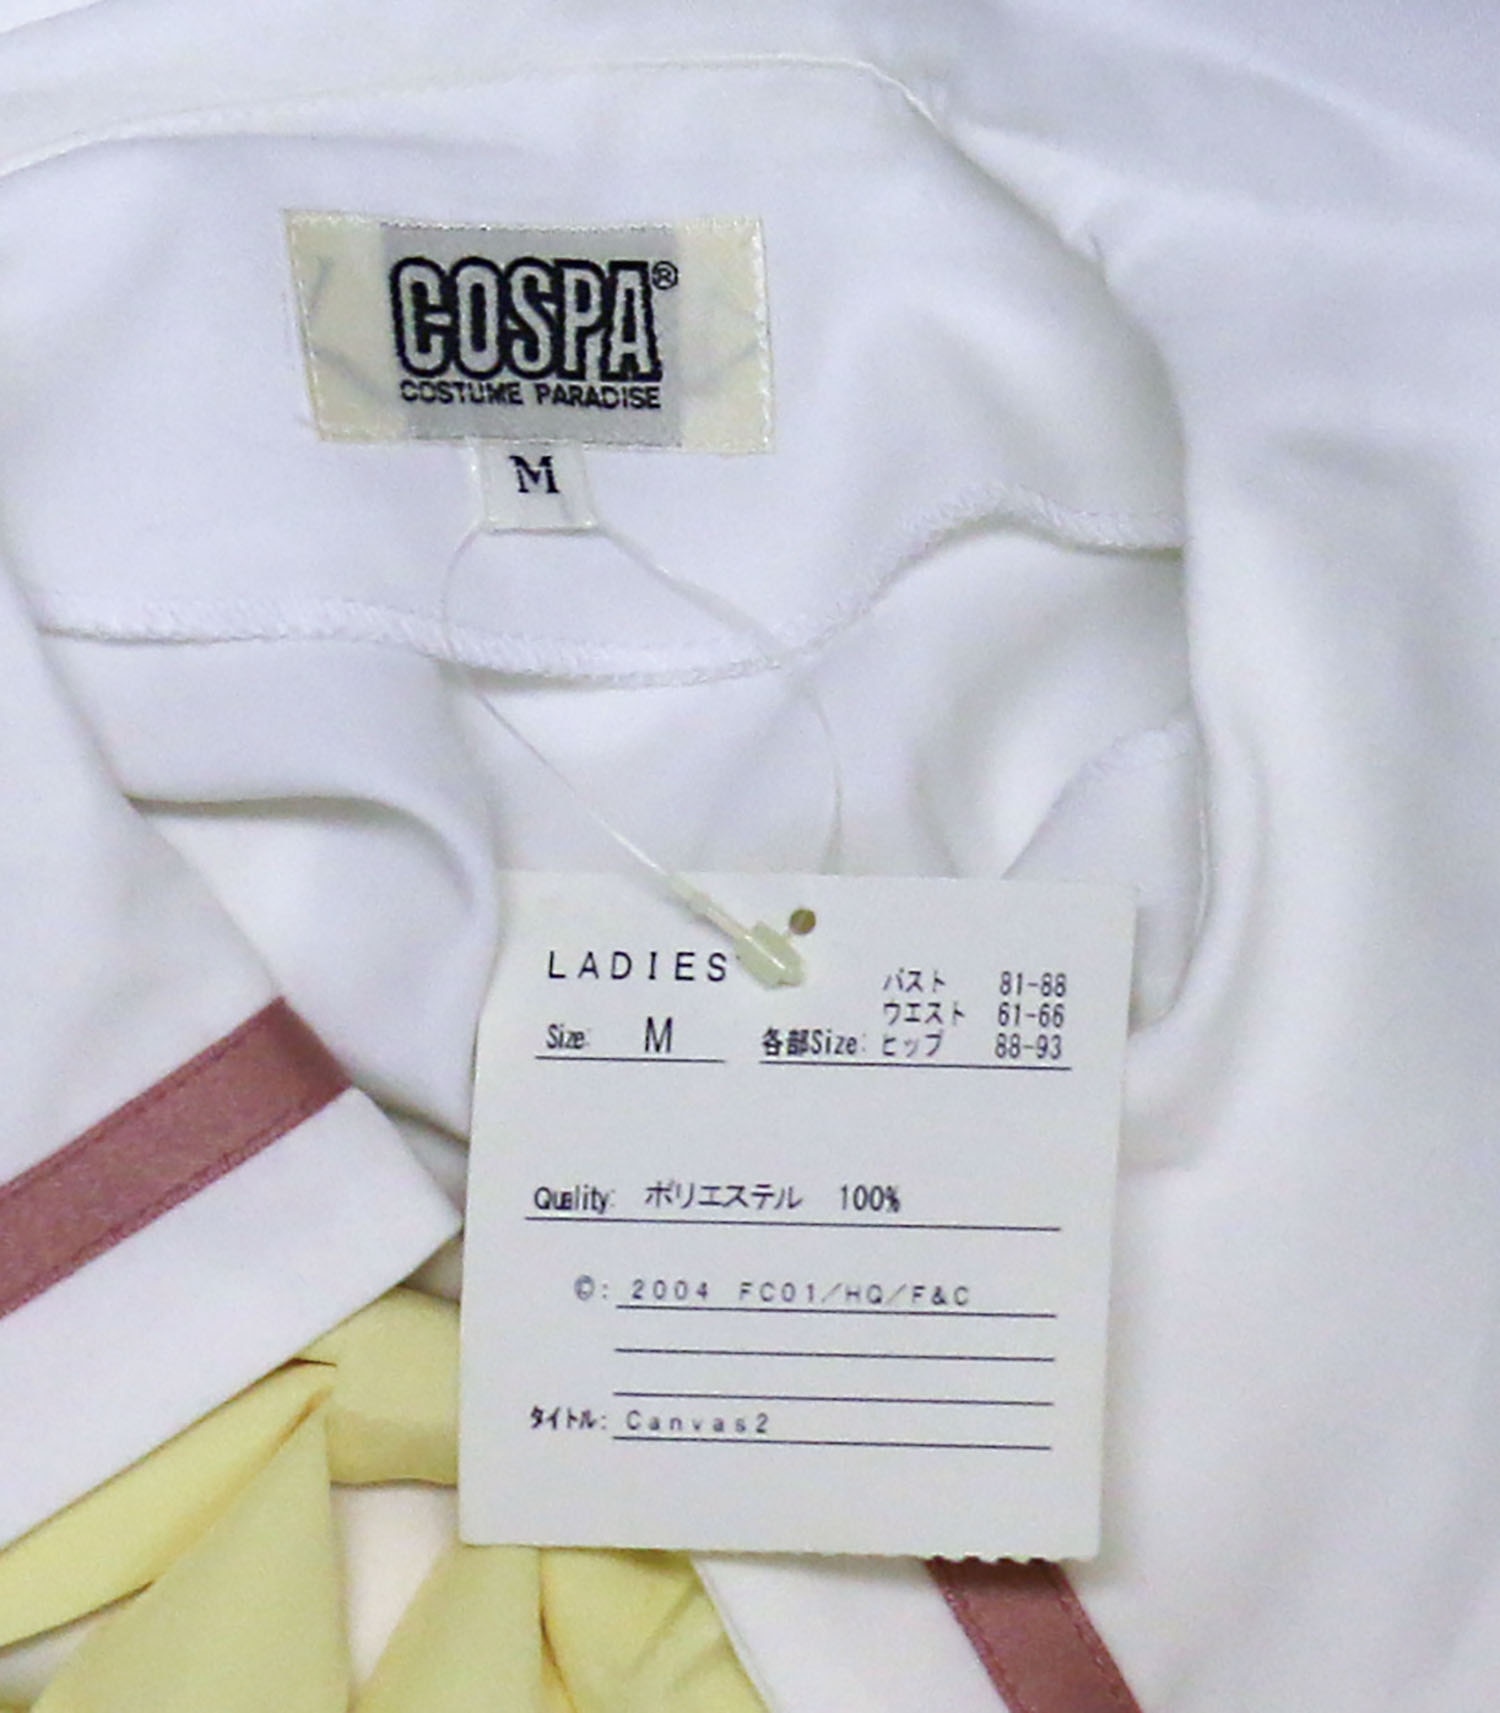 COSPA®
COSTUME PARADISE
M
LADIES
Size: M
バスト 81-88
ウエスト 61-66
各部Size: ヒップ 88-93
Quality: ポリエステル 100%
©: 2004 FC01/HQ/F&C
タイトル: Canvas2